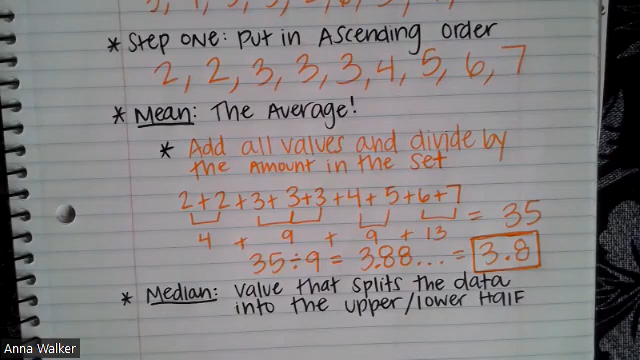 * Step one: Put in Ascending order
2, 2, 3, 3, 3, 4, 5, 6, 7
* Mean: The Average!
* Add all values and divide by
the Amount in the set
2+2+3+3+3+4+5+6+7 = 35
4 + 9 + 9 + 13
35÷9 = 3.88... = 3.8
* Median: value that splits the data
into the upper/lower Half
Anna Walker